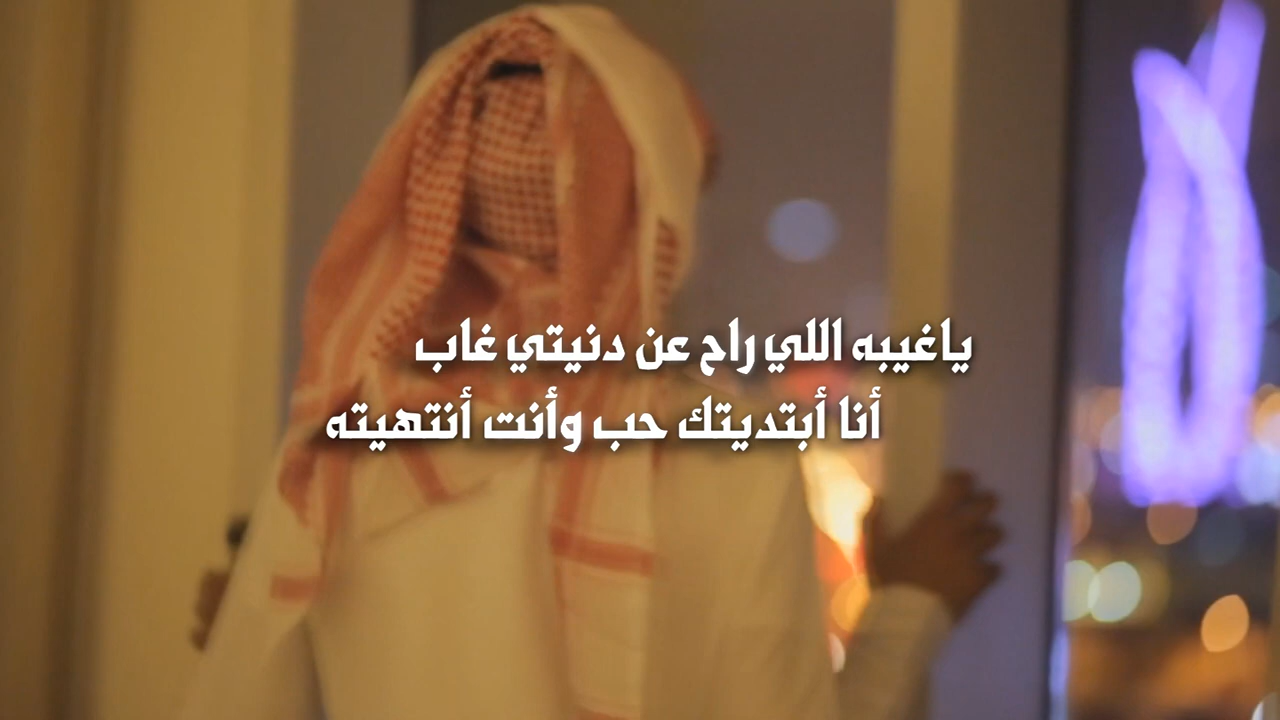 ياغيبه اللي راح عن دنيتي غاب
أنا أبتديتك حب وأنت أنتهيته